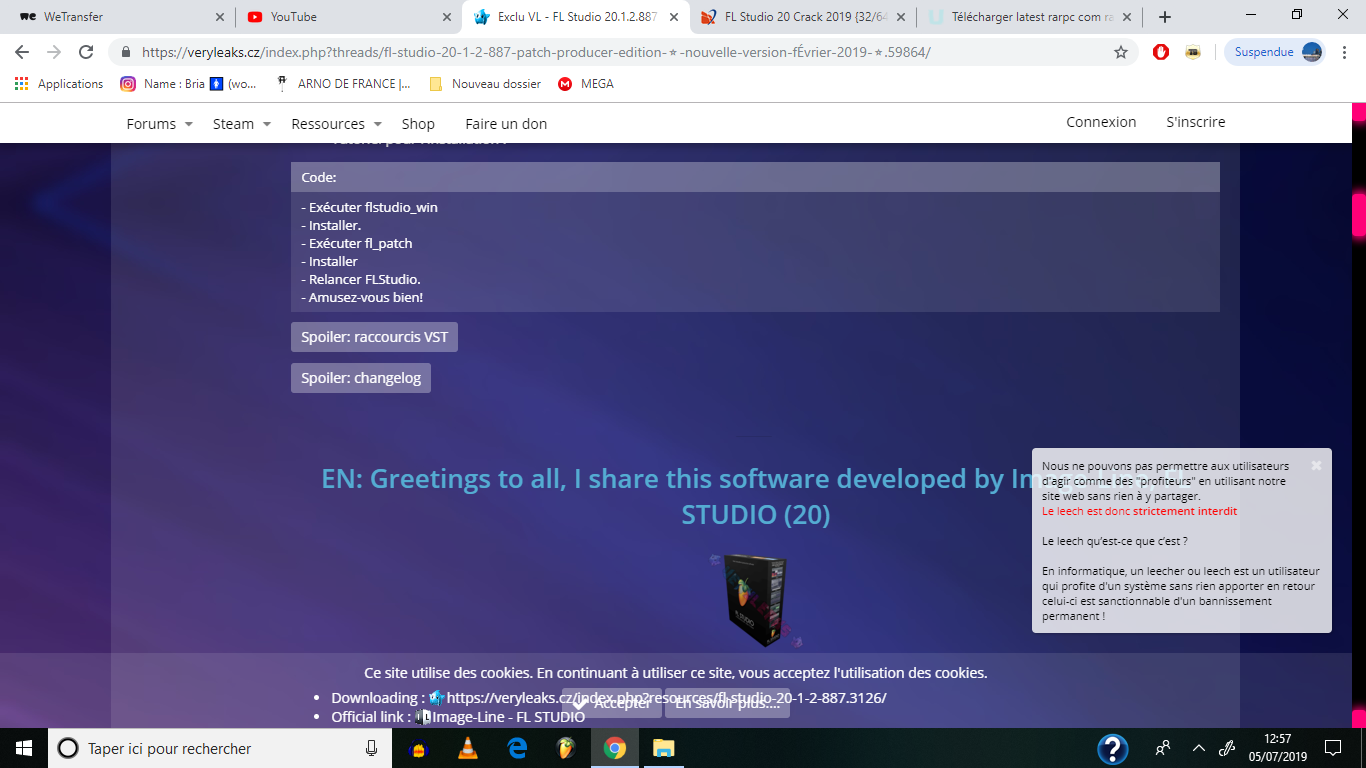 WeTransfer
YouTube
Exclu VL - FL Studio 20.1.2.887
FL Studio 20 Crack 2019 {32/64
Télécharger latest rarpc com ra
https://veryleaks.cz/index.php?threads/fl-studio-20-1-2-887-patch-producer-edition-⭐-nouvelle-version-fÉvrier-2019-⭐.59864/
Suspendue
Applications
Name : Bria 🚹 (wo...
ARNO DE FRANCE |...
Nouveau dossier
MEGA
Forums
Steam
Ressources
Shop
Faire un don
Connexion
S'inscrire
Code:
- Exécuter flstudio_win
- Installer.
- Exécuter fl_patch
- Installer
- Relancer FLStudio.
- Amusez-vous bien!
Spoiler: raccourcis VST
Spoiler: changelog
EN: Greetings to all, I share this software developed by
STUDIO (20)
Nous ne pouvons pas permettre aux utilisateurs
d'agir comme des "profiteurs" en utilisant notre
site web sans rien à y partager.
Le leech est donc strictement interdit
Le leech qu'est-ce que c'est ?
En informatique, un leecher ou leech est un utilisateur
qui profite d'un système sans rien apporter en retour
celui-ci est sanctionnable d'un bannissement
permanent !
FL STUDIO
Ce site utilise des cookies. En continuant à utiliser ce site, vous acceptez l'utilisation des cookies.
• Downloading : https://veryleaks.cz/index.php?resources/fl-studio-20-1-2-887.3126/
Accepter
En savoir plus....
• Official link : Image-Line - FL STUDIO
Taper ici pour rechercher
12:57
05/07/2019